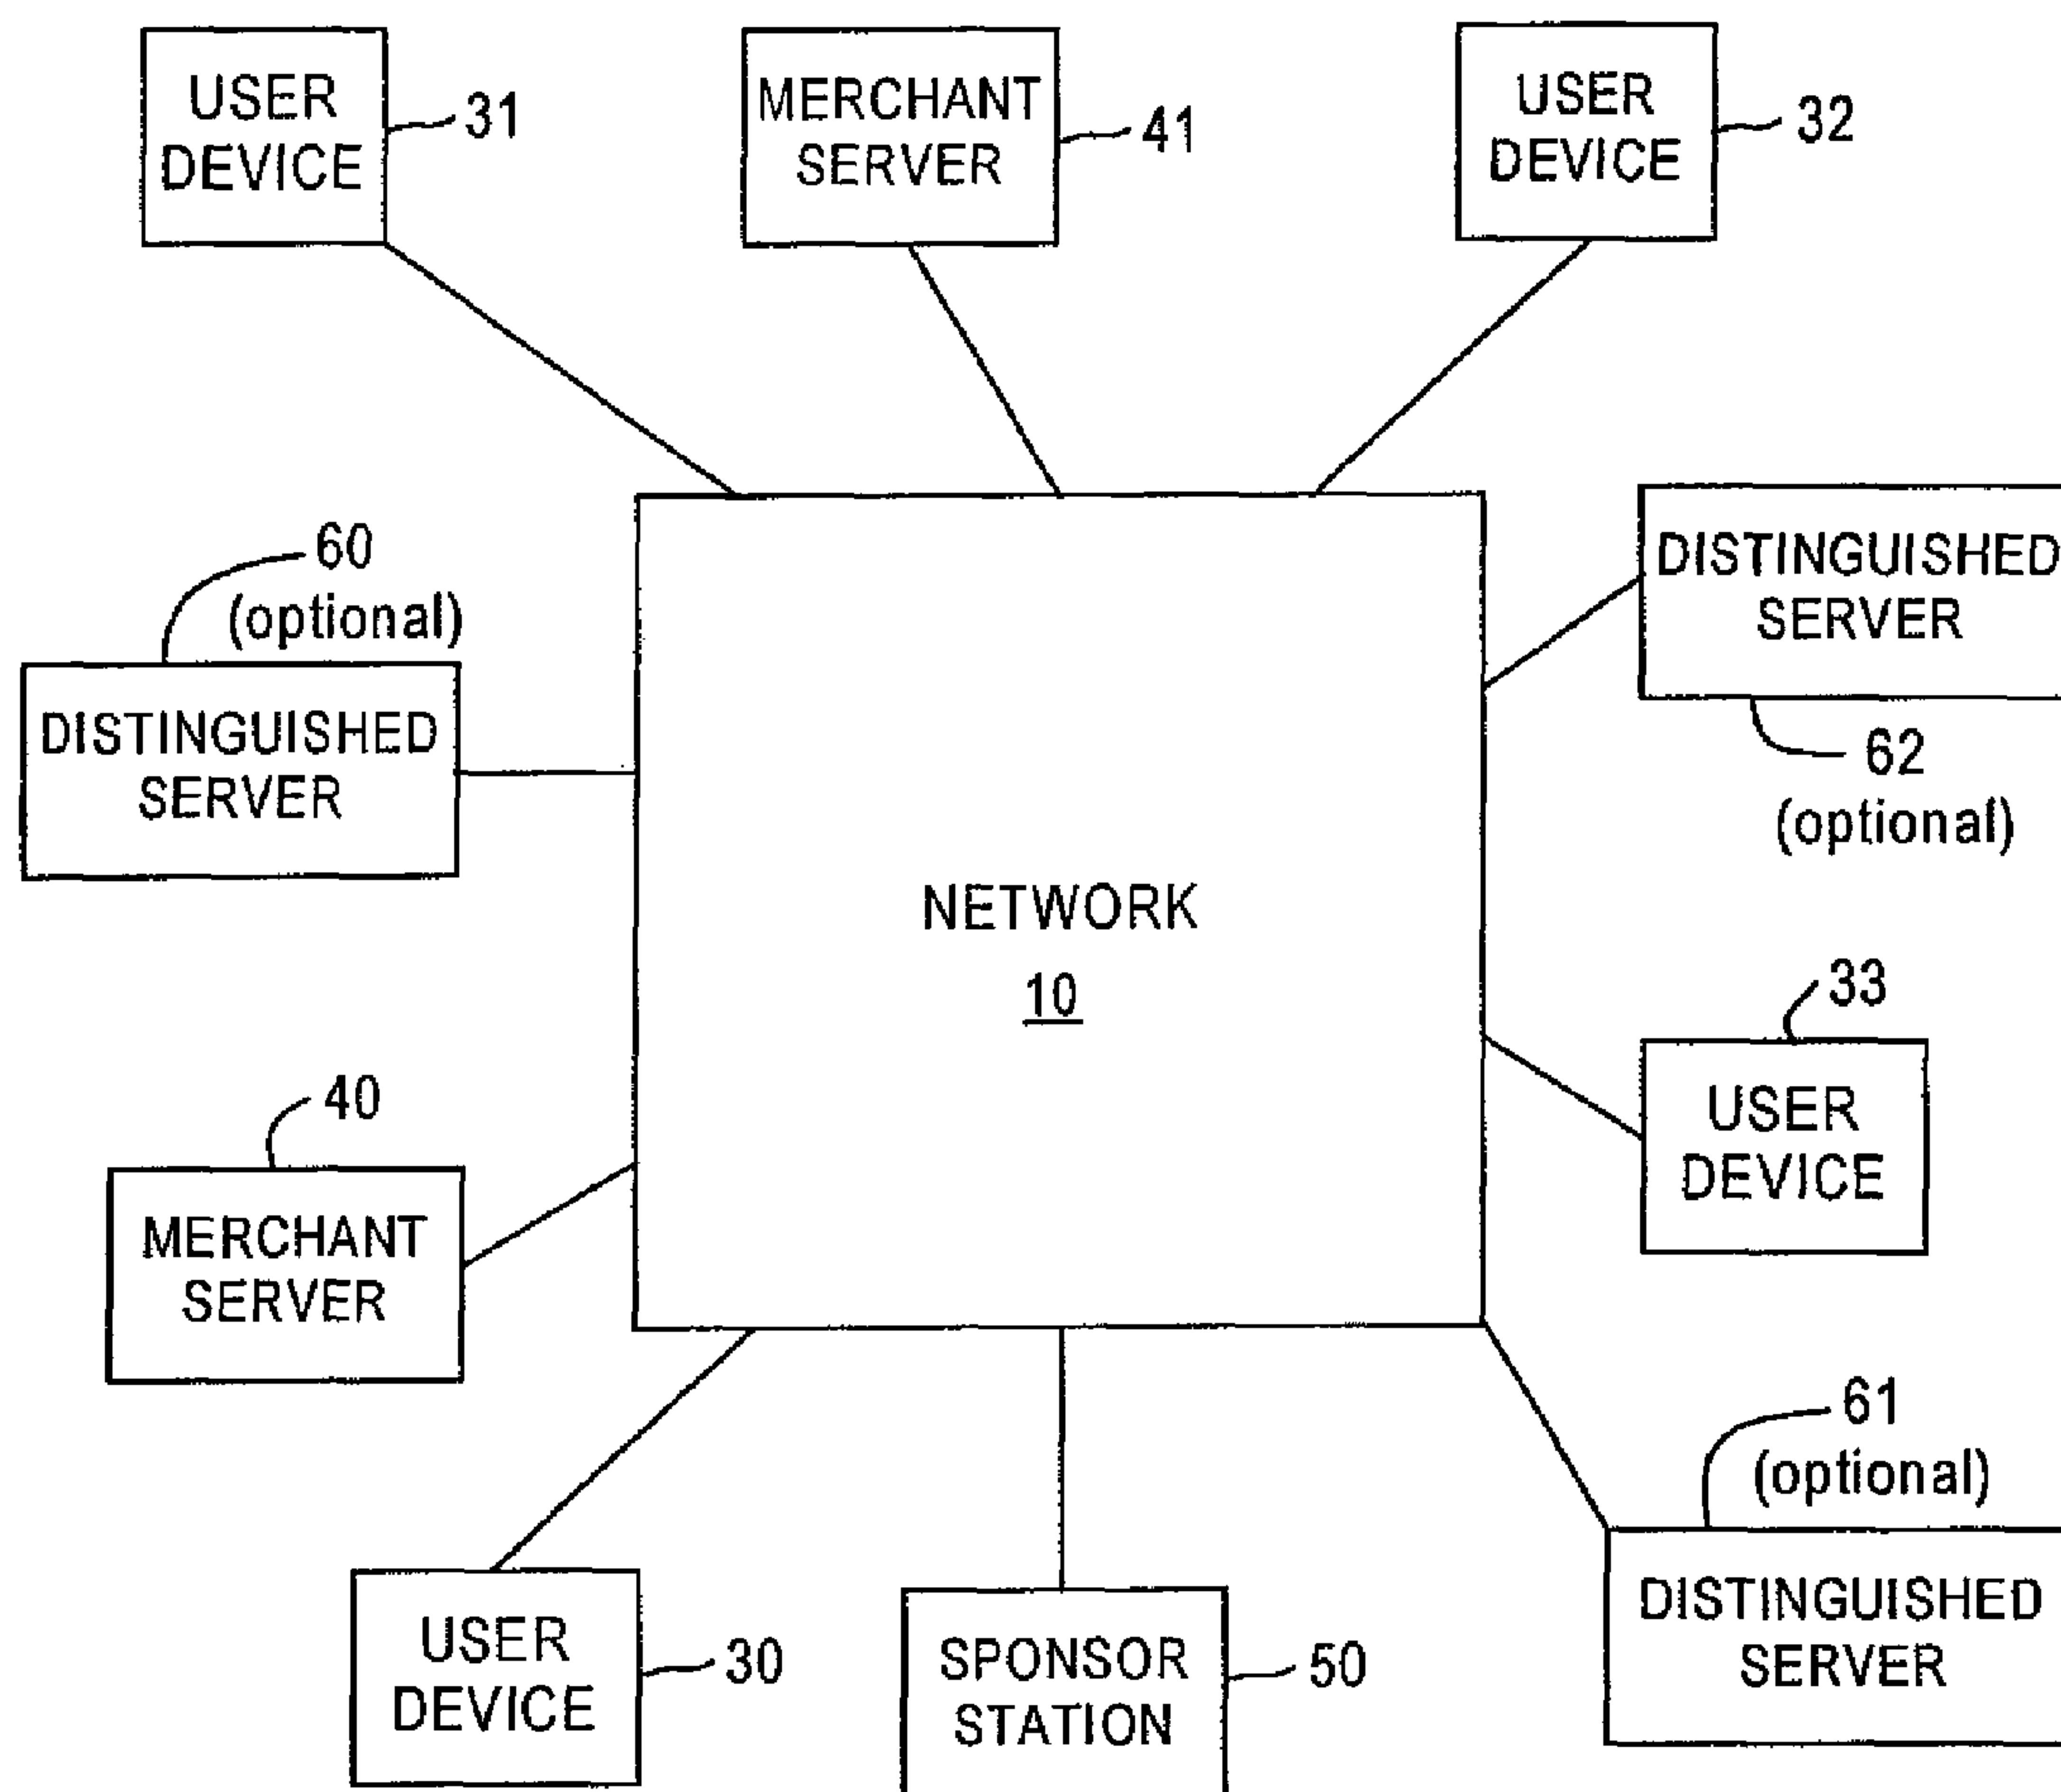 USER
DEVICE
31
MERCHANT
SERVER
41
USER
DEVICE
32
60
(optional)
DISTINGUISHED
SERVER
DISTINGUISHED
SERVER
62
(optional)
NETWORK
10
33
USER
DEVICE
40
MERCHANT
SERVER
61
(optional)
DISTINGUISHED
SERVER
USER
DEVICE
30
SPONSOR
STATION
50